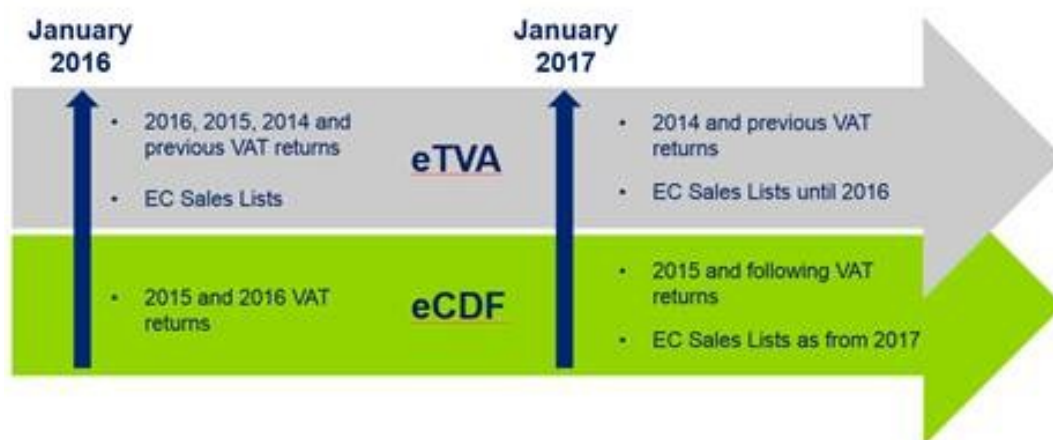 January
2016
January
2017
• 2016, 2015, 2014 and
previous VAT returns
• EC Sales Lists
eTVA
• 2014 and previous VAT
returns
• EC Sales Lists until 2016
• 2015 and 2016 VAT
returns
eCDF
• 2015 and following VAT
returns
• EC Sales Lists as from 2017